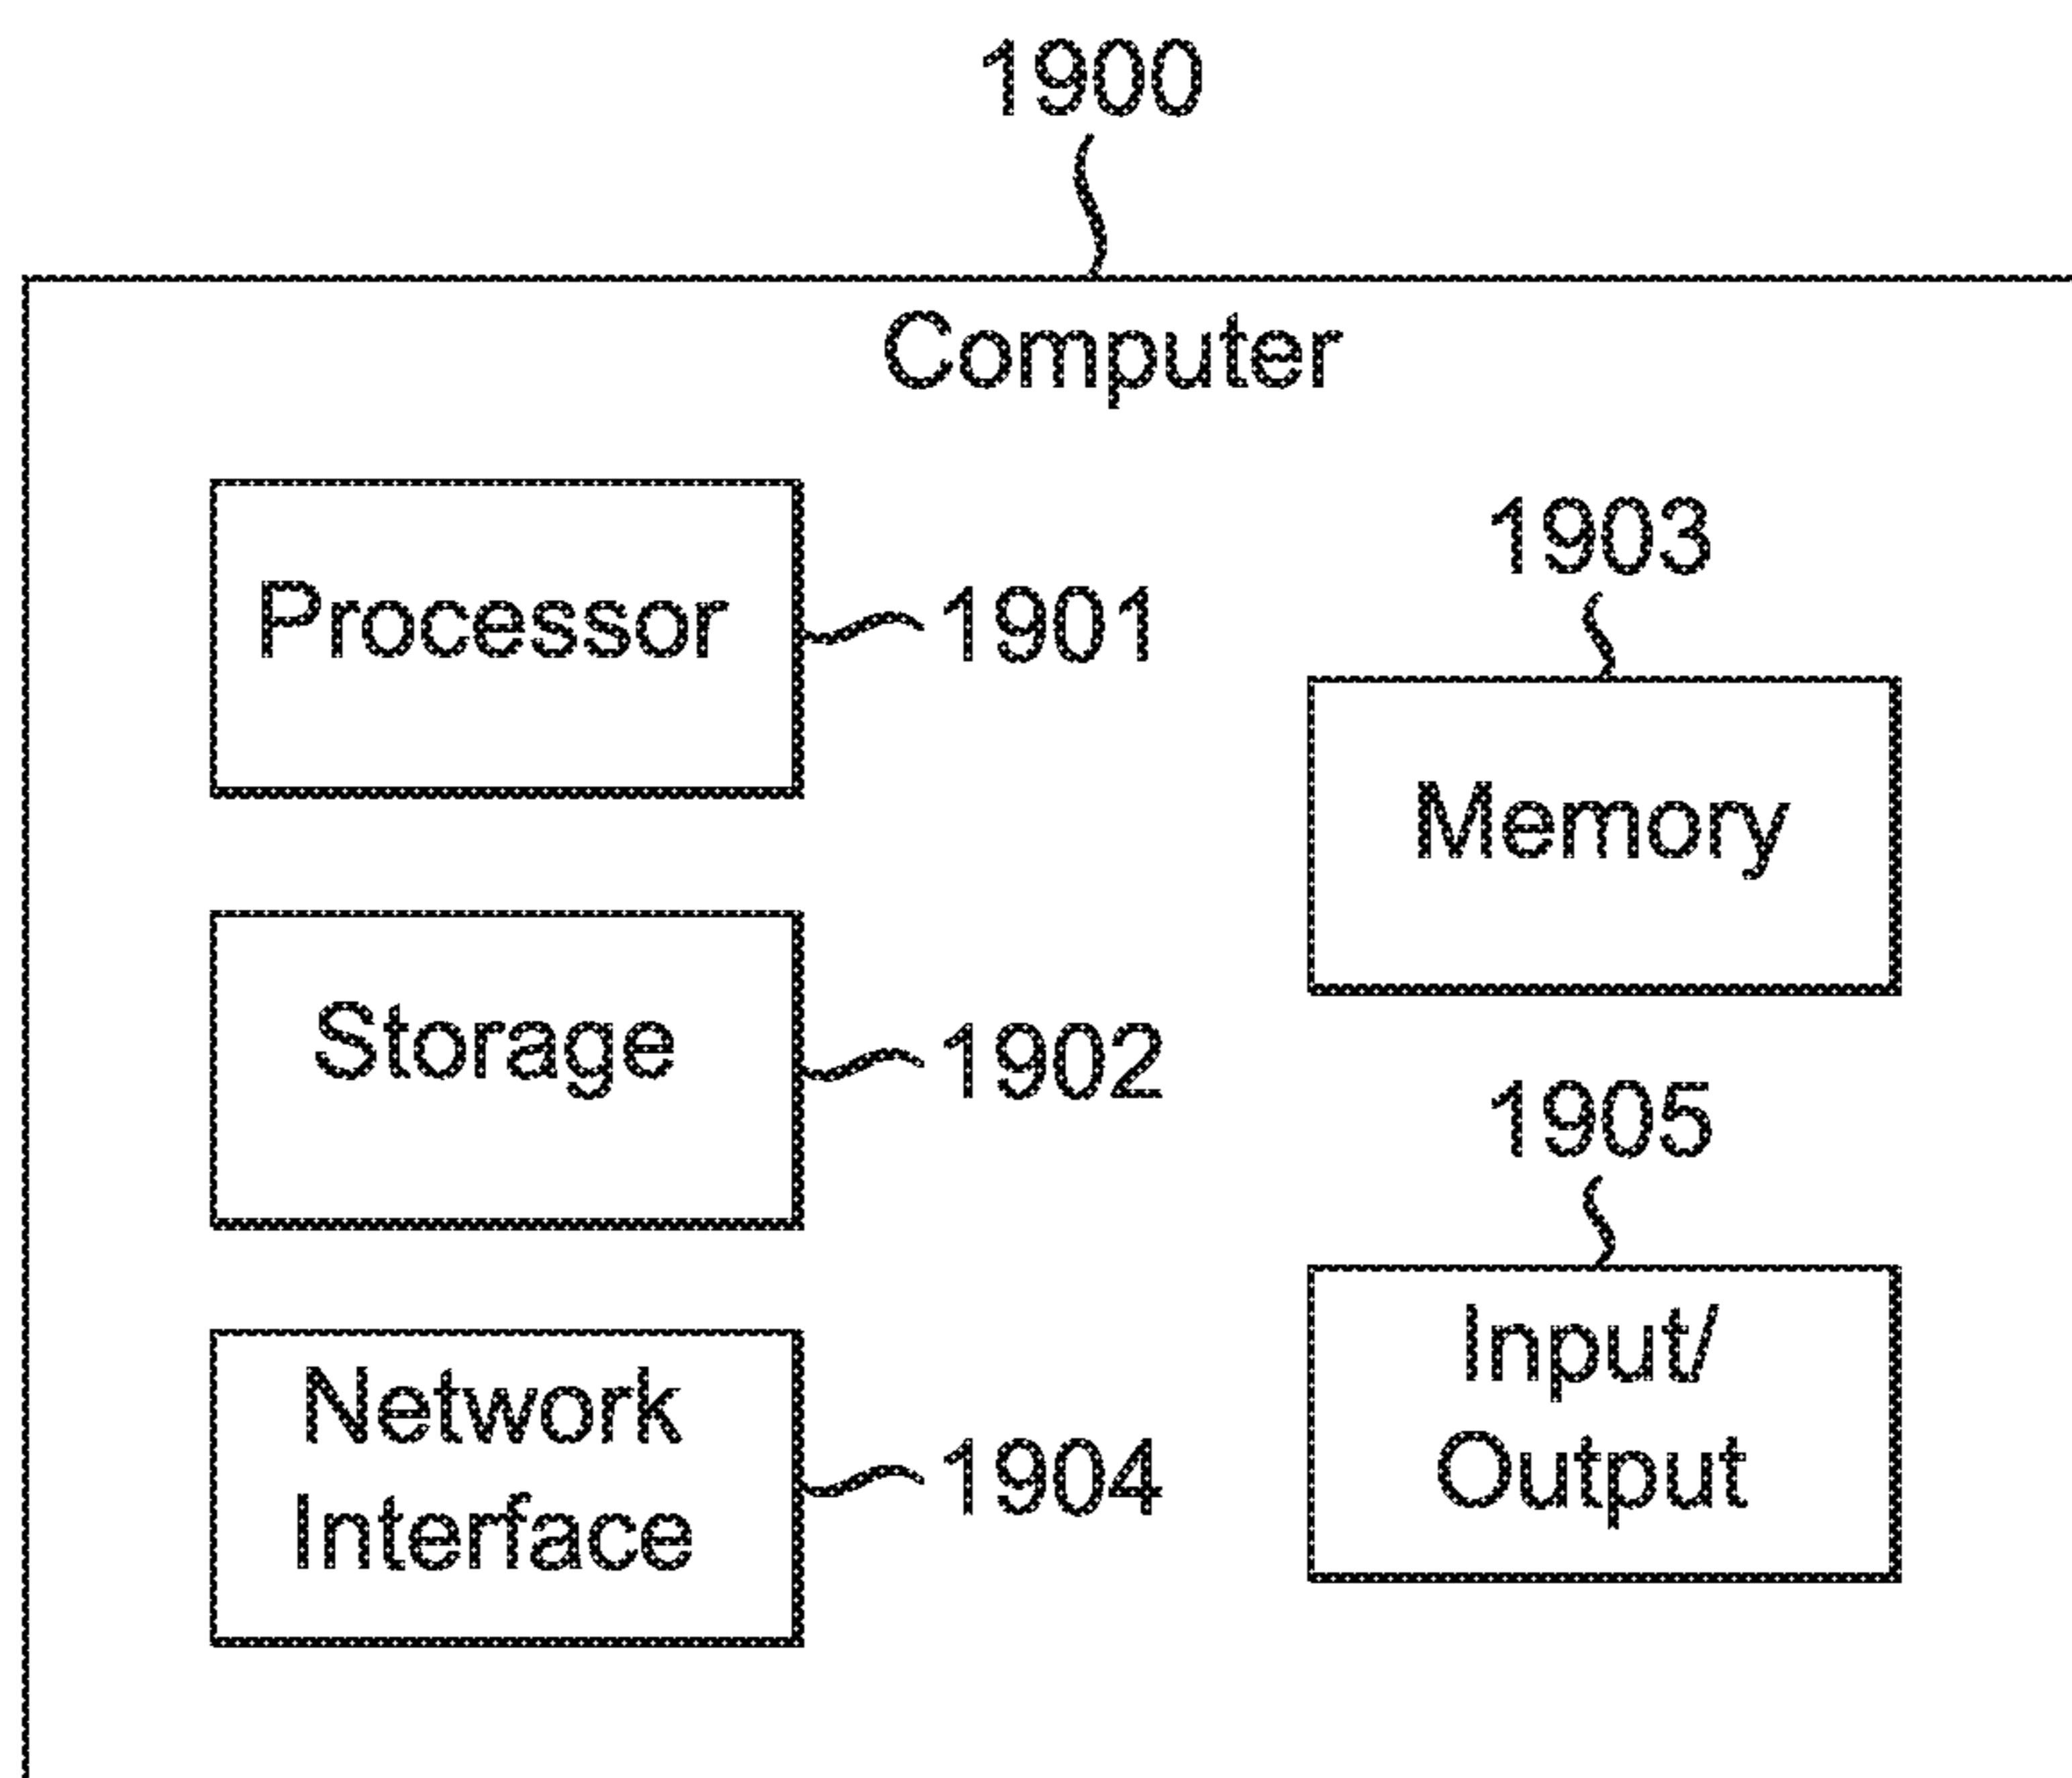 1900
Computer
Processor
1901
1903
Memory
Storage
1902
1905
Input/
Output
Network
Interface
1904